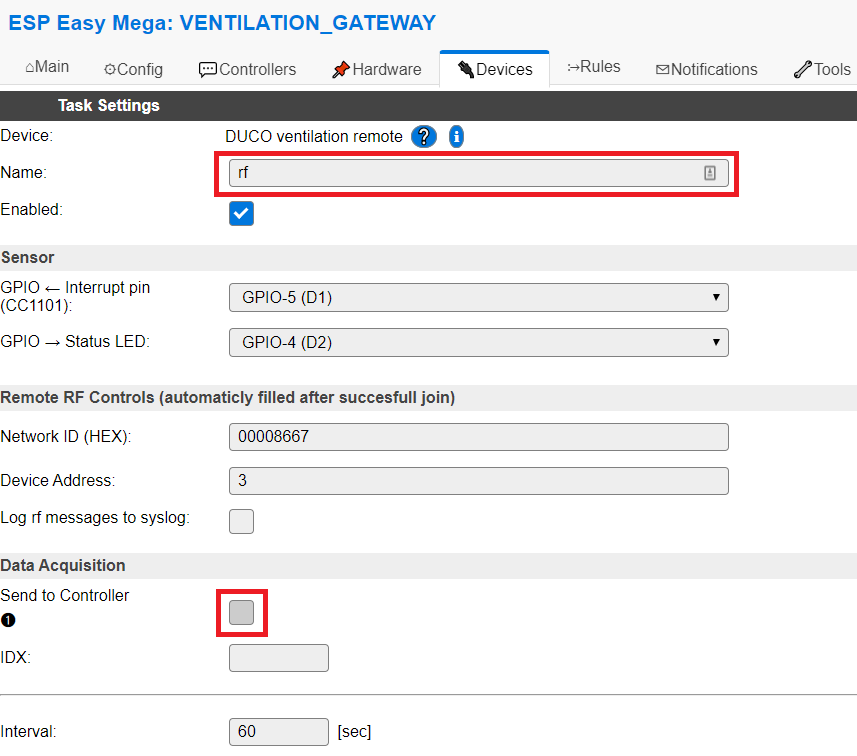 ESP Easy Mega: VENTILATION_GATEWAY
⌂Main ⚙Config Controllers Hardware Devices Rules ✉Notifications Tools
Task Settings
Device: DUCO ventilation remote ? i
Name: rf
Enabled:
Sensor
GPIO ← Interrupt pin
(CC1101): GPIO-5 (D1)
GPIO → Status LED: GPIO-4 (D2)
Remote RF Controls (automaticly filled after succesfull join)
Network ID (HEX): 00008667
Device Address: 3
Log rf messages to syslog:
Data Acquisition
Send to Controller
❶
IDX:
Interval: 60 [sec]